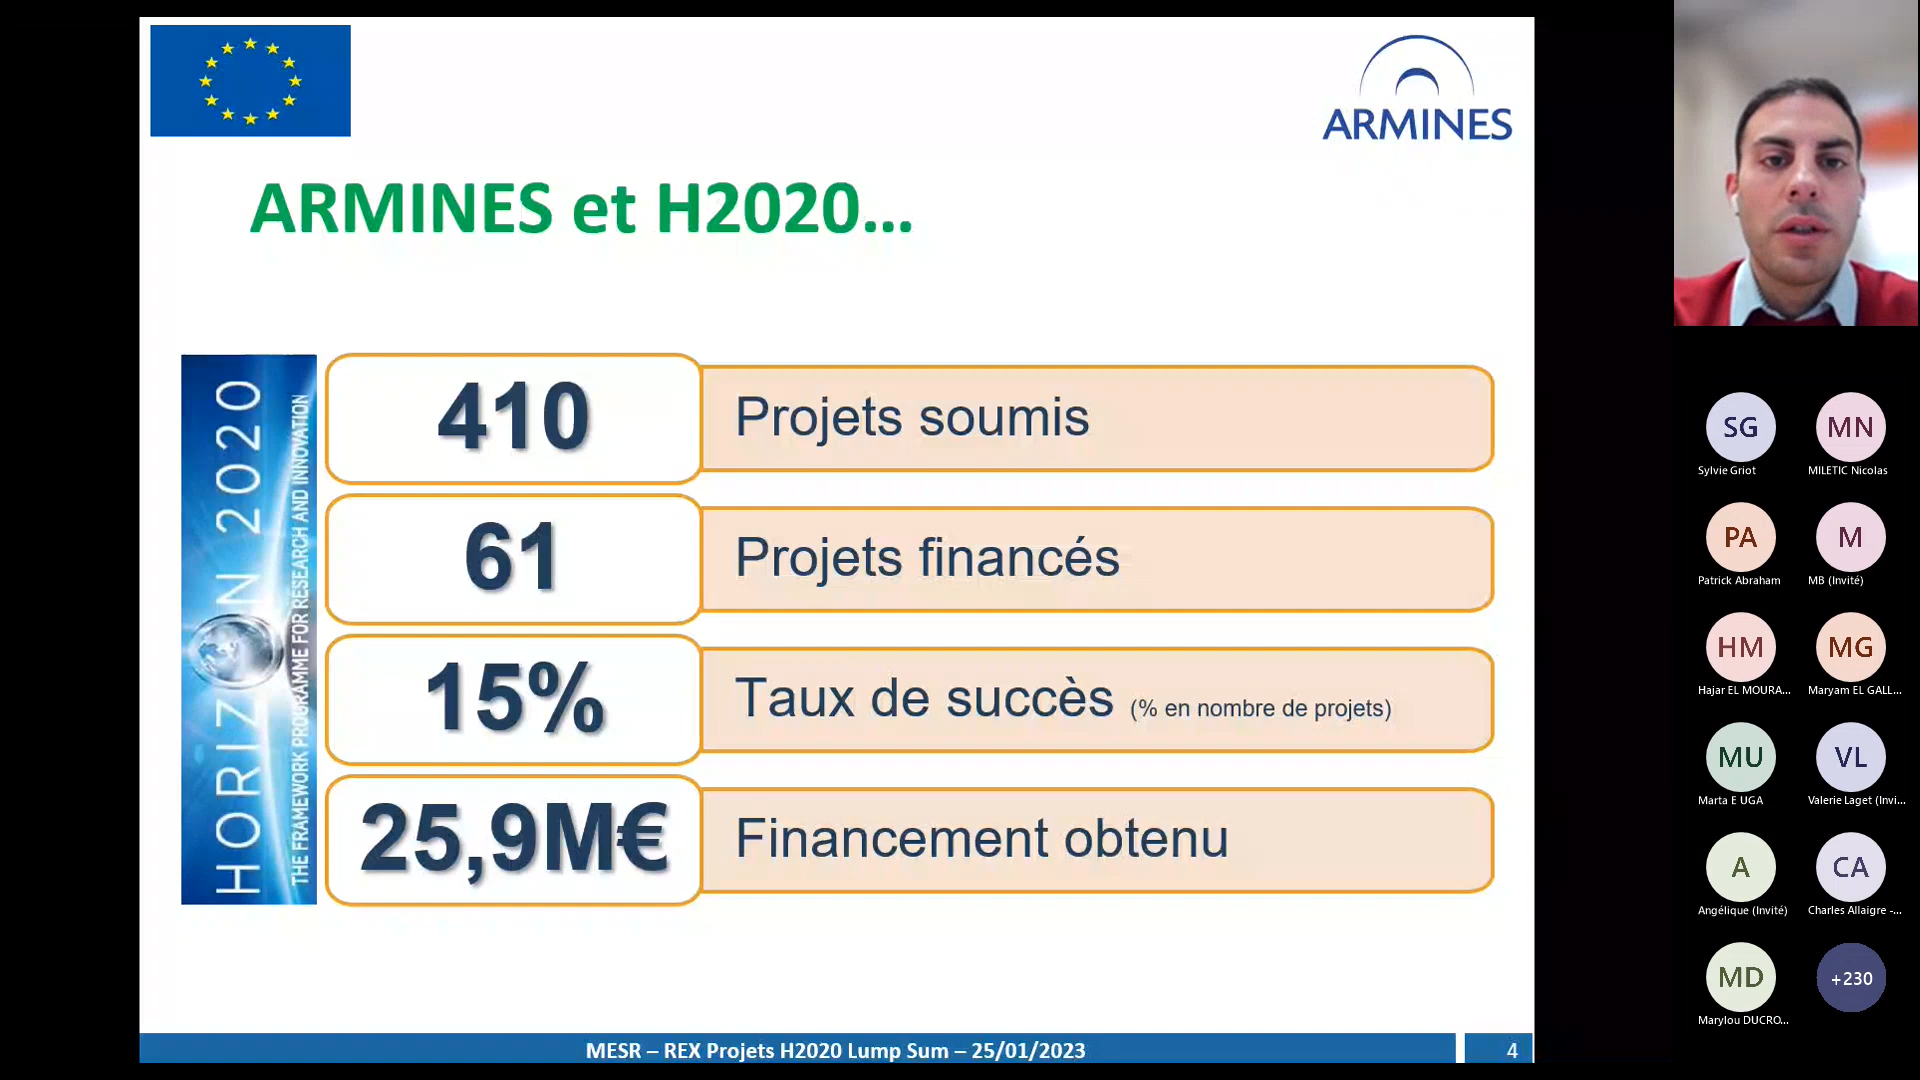 ARMINES
ARMINES et H2020...
HORIZON 2020
THE FRAMEWORK PROGRAMME FOR RESEARCH AND INNOVATION
410
Projets soumis
61
Projets financés
15%
Taux de succès (% en nombre de projets)
25,9M€
Financement obtenu
MESR – REX Projets H2020 Lump Sum – 25/01/2023
4
SG
Sylvie Griot
MN
MILETIC Nicolas
PA
Patrick Abraham
M
MB (Invité)
HM
Hajar EL MOURA...
MG
Maryam EL GALL...
MU
Marta E UGA
VL
Valerie Laget (Invi...
A
Angélique (Invité)
CA
Charles Allaigre -...
MD
Marylou DUCRO...
+230